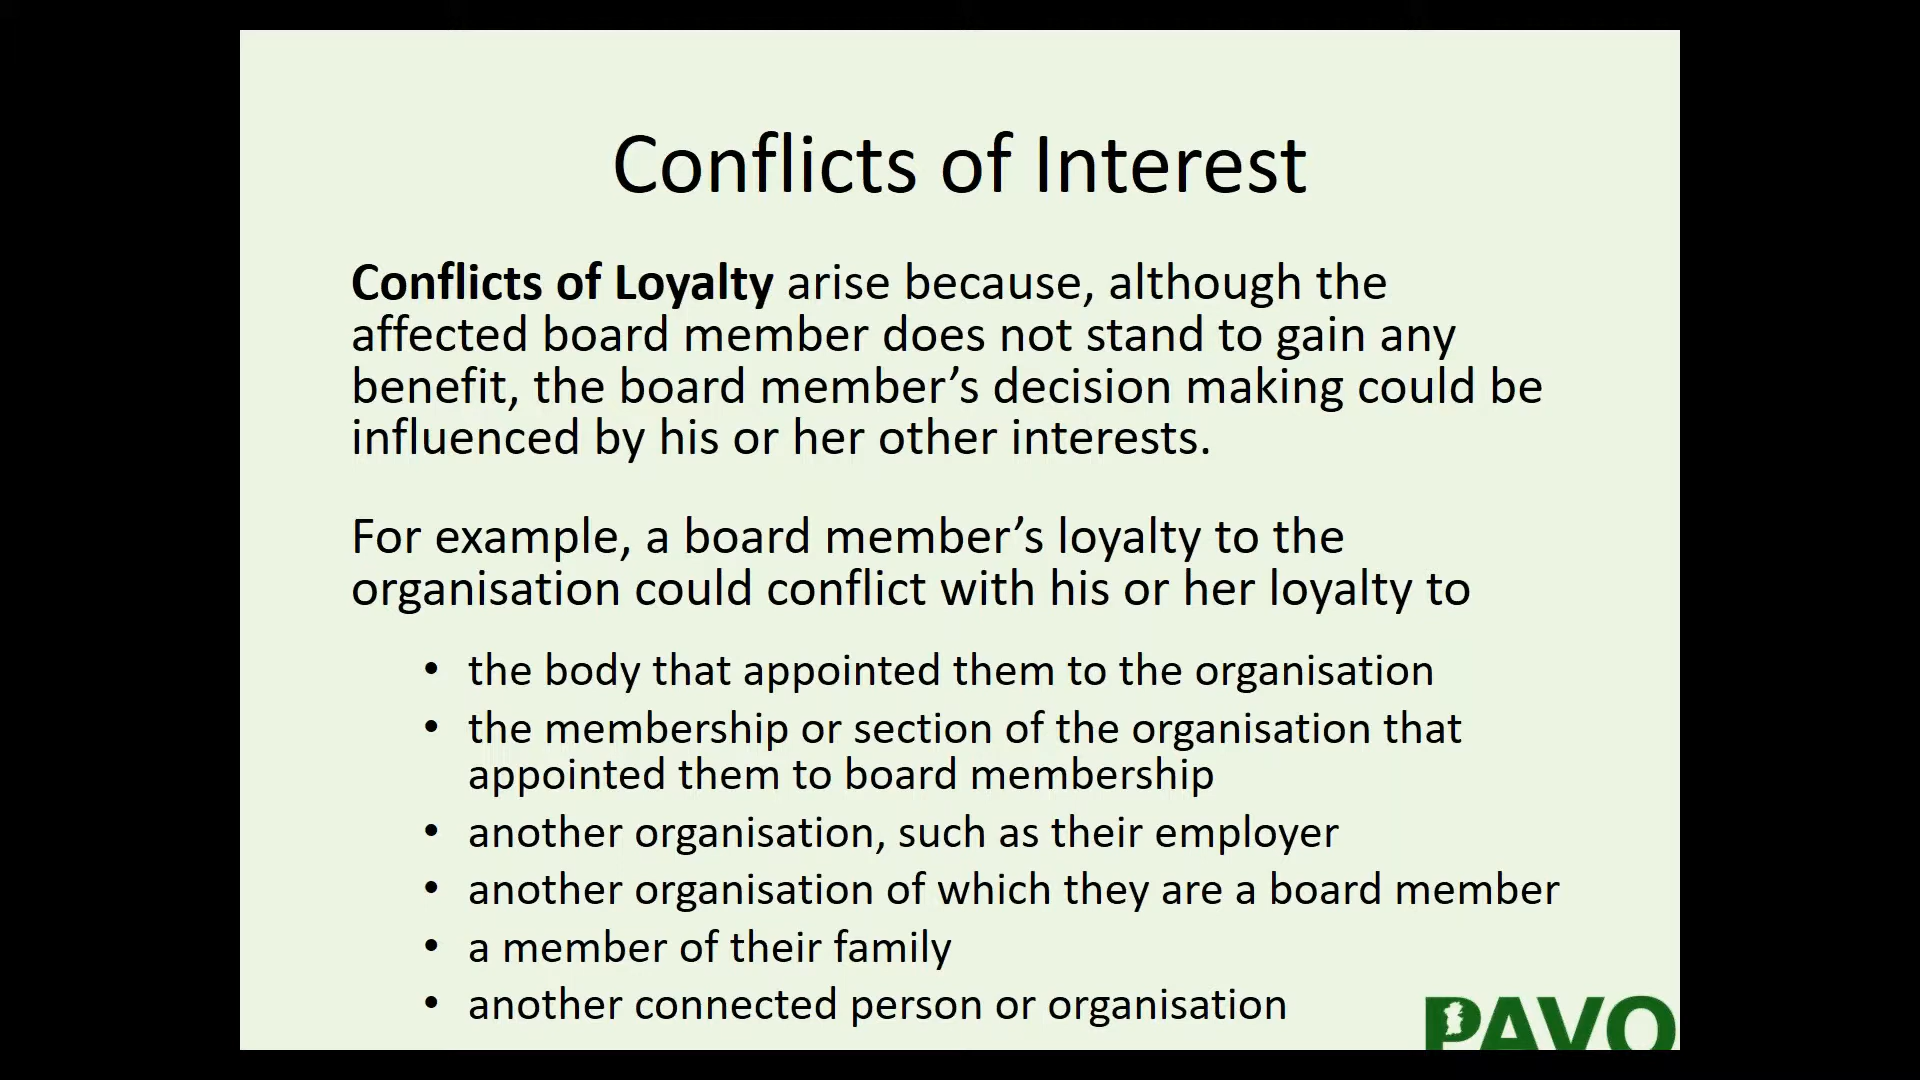 Conflicts of Interest
Conflicts of Loyalty arise because, although the
affected board member does not stand to gain any
benefit, the board member’s decision making could be
influenced by his or her other interests.
For example, a board member’s loyalty to the
organisation could conflict with his or her loyalty to
• the body that appointed them to the organisation
• the membership or section of the organisation that
appointed them to board membership
• another organisation, such as their employer
• another organisation of which they are a board member
• a member of their family
• another connected person or organisation
PAVO